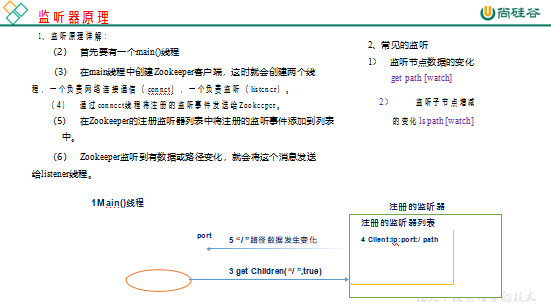 监听器原理
尚硅谷
1、监听原理详解：
（2） 首先要有一个main()线程
（3） 在main线程中创建Zookeeper客户端，这时就会创建两个线
程，一个负责网络连接通信（connct），一个负责监听（listener）。
（4） 通过connect线程将注册的监听事件发送给Zookeeper。
（5） 在Zookeeper的注册监听器列表中将注册的监听事件添加到列表
中。
（6） Zookeeper监听到有数据或路径变化，就会将这个消息发送
给listener线程。
2、常见的监听
1） 监听节点数据的变化
get path [watch]
2） 监听子节点增减
的变化 ls path [watch]
1Main()线程
注册的监听器
注册的监听器列表
4 Client:ip:port:/ path
port
5 “/”路径数据发生变化
3 get Children(“/ ”,true)